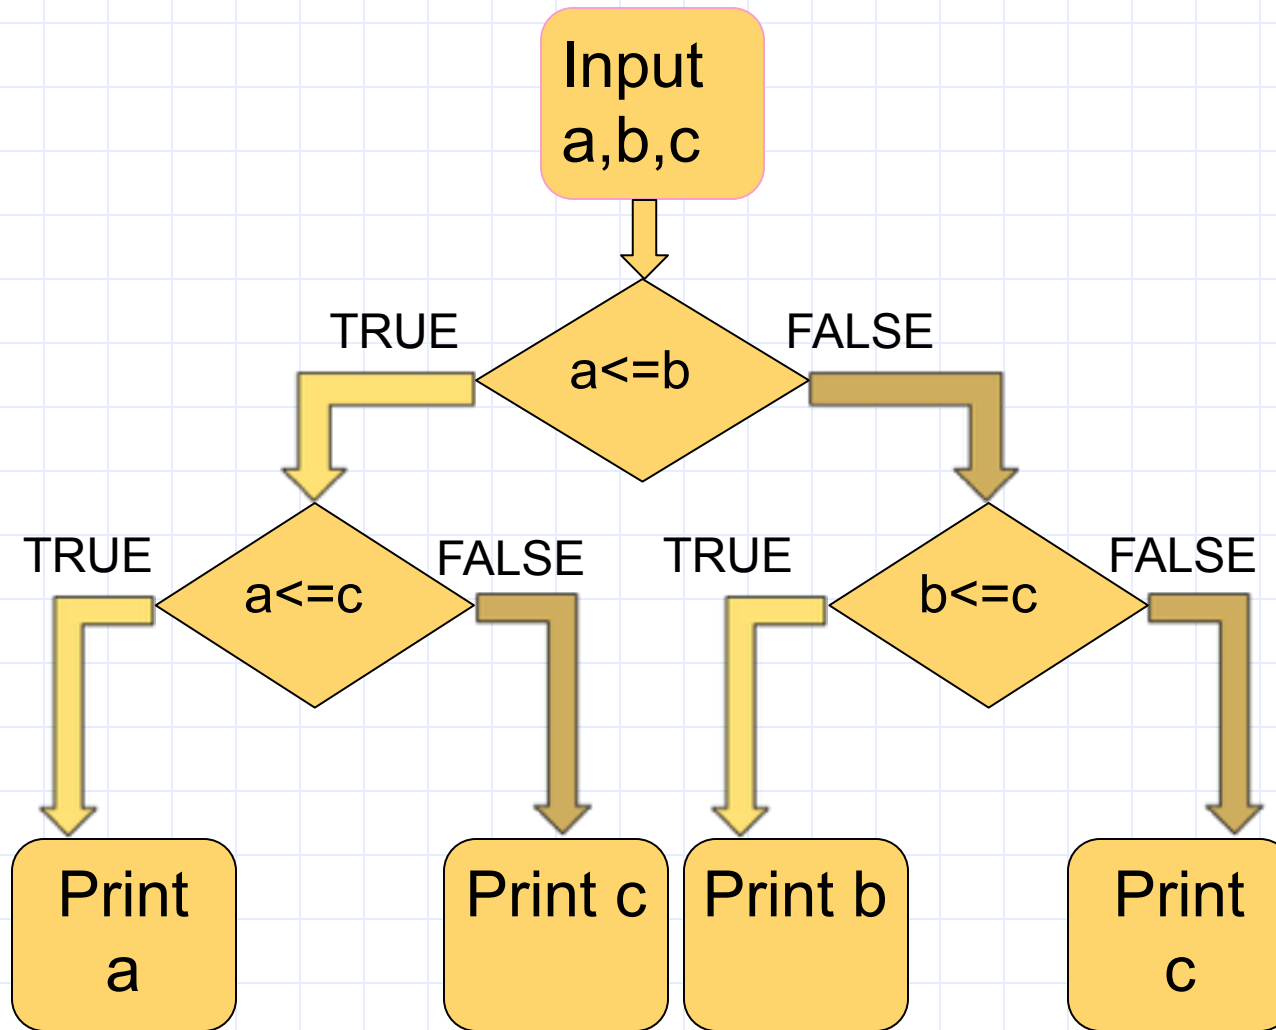 Input
a,b,c
TRUE
FALSE
a<=b
TRUE
FALSE
TRUE
FALSE
a<=c
b<=c
Print
a
Print c
Print b
Print
c